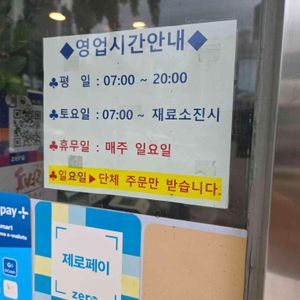 ◆영업시간안내◆
♣평 일 : 07:00 ~ 20:00
♣토요일 : 07:00 ~ 재료소진시
♣휴무일 : 매주 일요일
♣일요일▶단체 주문만 받습니다.
pay+
제로페이
zero